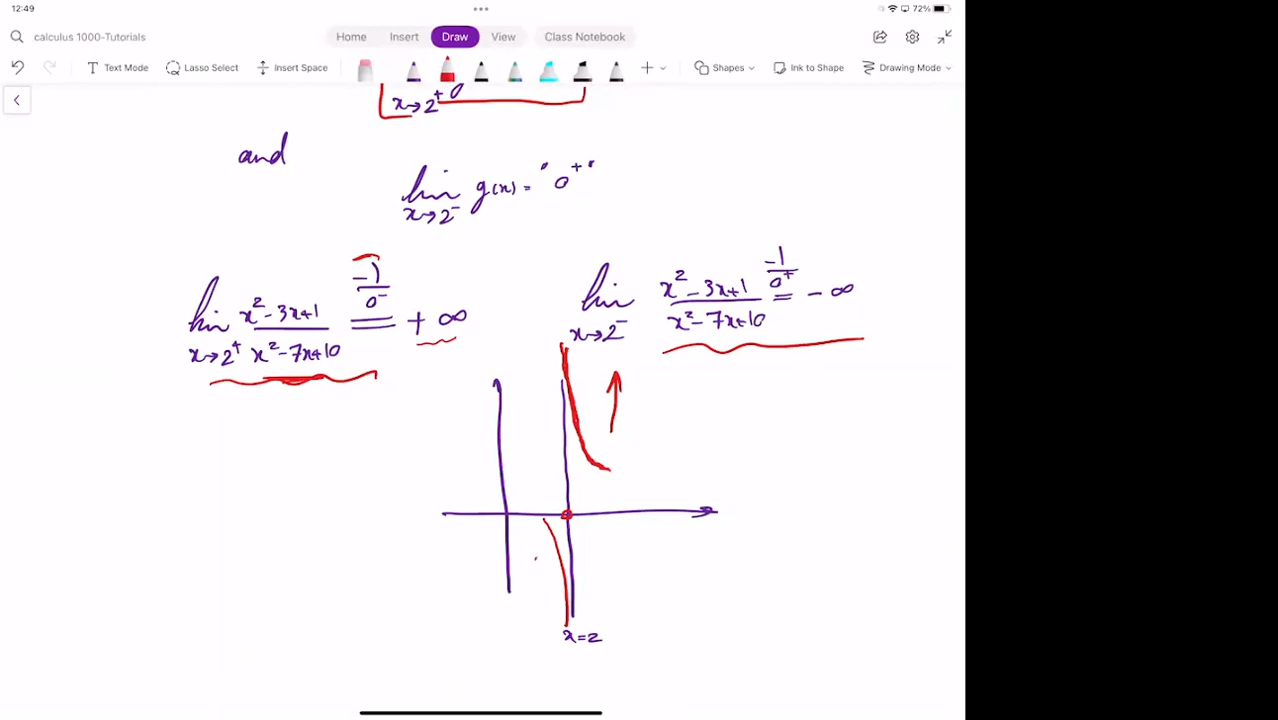 12:49
72%
calculus 1000-Tutorials
Home Insert Draw View Class Notebook
Text Mode Lasso Select Insert Space Shapes Ink to Shape Drawing Mode
x→2⁺ 0
and
lim g(x) = "0⁺"
x→2⁻
lim x²-3x+1 / x²-7x+10 = (-1/0⁻) + ∞
x→2⁺
lim x²-3x+1 / x²-7x+10 = (-1/0⁺) - ∞
x→2⁻
x=2